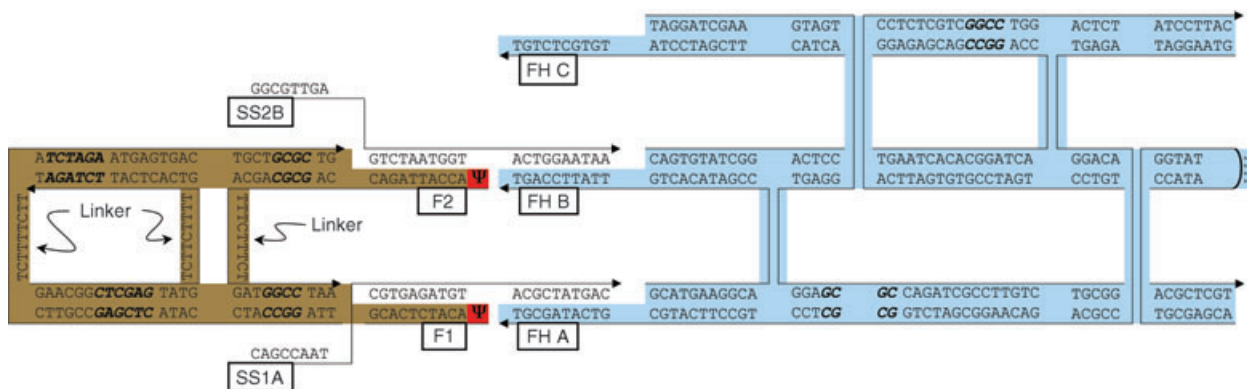 TAGGATCGAA GTAGT CCTCTCGTCGGCC TGG ACTCT ATCCTTAC
TGTCTCGTGT ATCCTAGCTT CATCA GGAGAGCAGCCGG ACC TGAGA TAGGAATG
FH C
GGCGTTGA
SS2B
ATCTAGA ATGAGTGAC TGCTGCGC TG GTCTAATGGT ACTGGAATAA CAGTGTATCGG ACTCC TGAATCACACGGATCA GGACA GGTAT
TAGATCT TACTCACTG ACGACGCG AC CAGATTACCA Ψ TGACCTTATT GTCACATAGCC TGAGG ACTTAGTGTGCCTAGT CCTGT CCATA
F2 FH B
Linker
Linker
TCTTTTCTT
TTTTCTTCTTCT
TTTTCTTCTTCT
GAACGGCTCGAG TATG GATGGCC TAA CGTGAGATGT ACGCTATGAC GCATGAAGGCA GGAGC GC CAGATCGCCTTGTC TGCGG ACGCTCGT
CTTGCCGAGCTC ATAC CTACCGG ATT GCACTCTACA Ψ TGCGATACTG CGTACTTCCGT CCTCG CG GTCTAGCGGAACAG ACGCC TGCGAGCA
F1 FH A
CAGCCAAT
SS1A